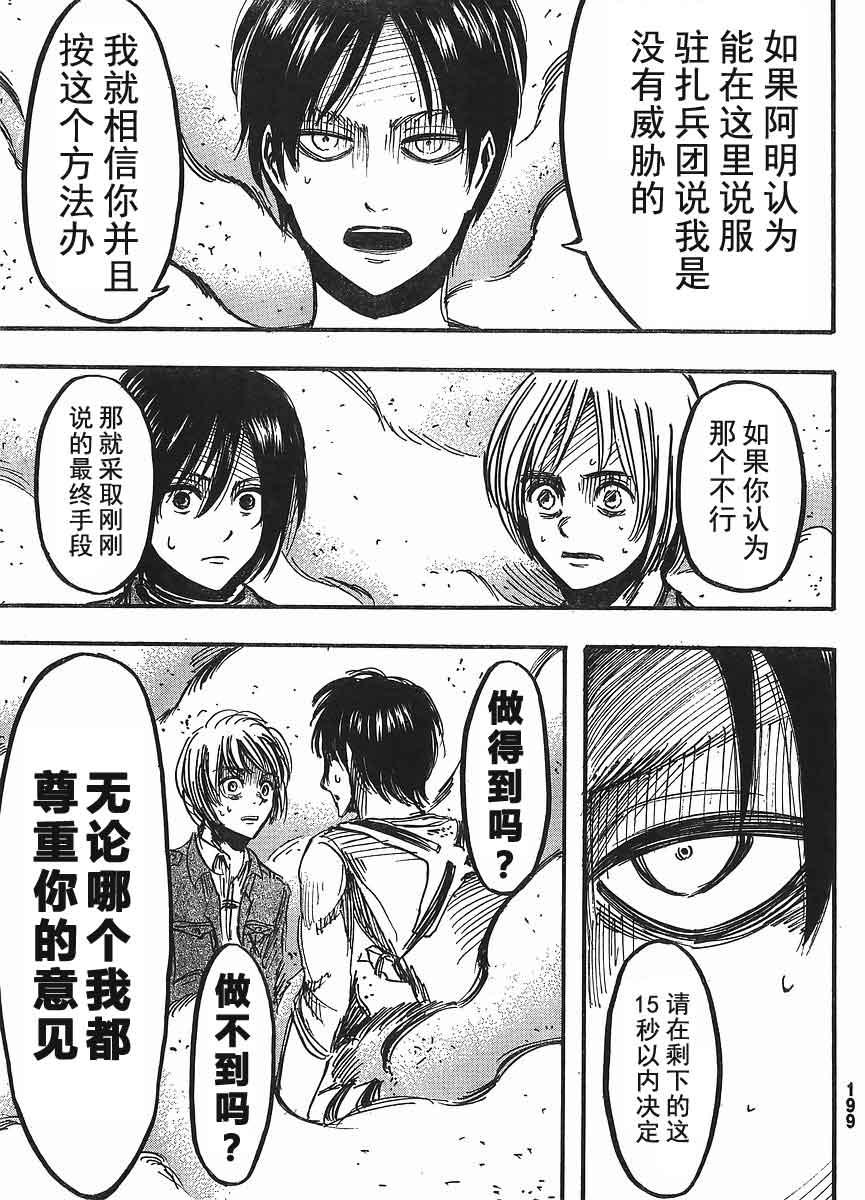 如果阿明认为
能在这里说服
驻扎兵团说我是
没有威胁的
我就相信你并且
按这个方法办
如果你认为
那个不行
那就采取刚刚
说的最终手段
请在剩下的这
15秒以内决定
做得到吗？
做不到吗？
无论哪个我都
尊重你的意见
199